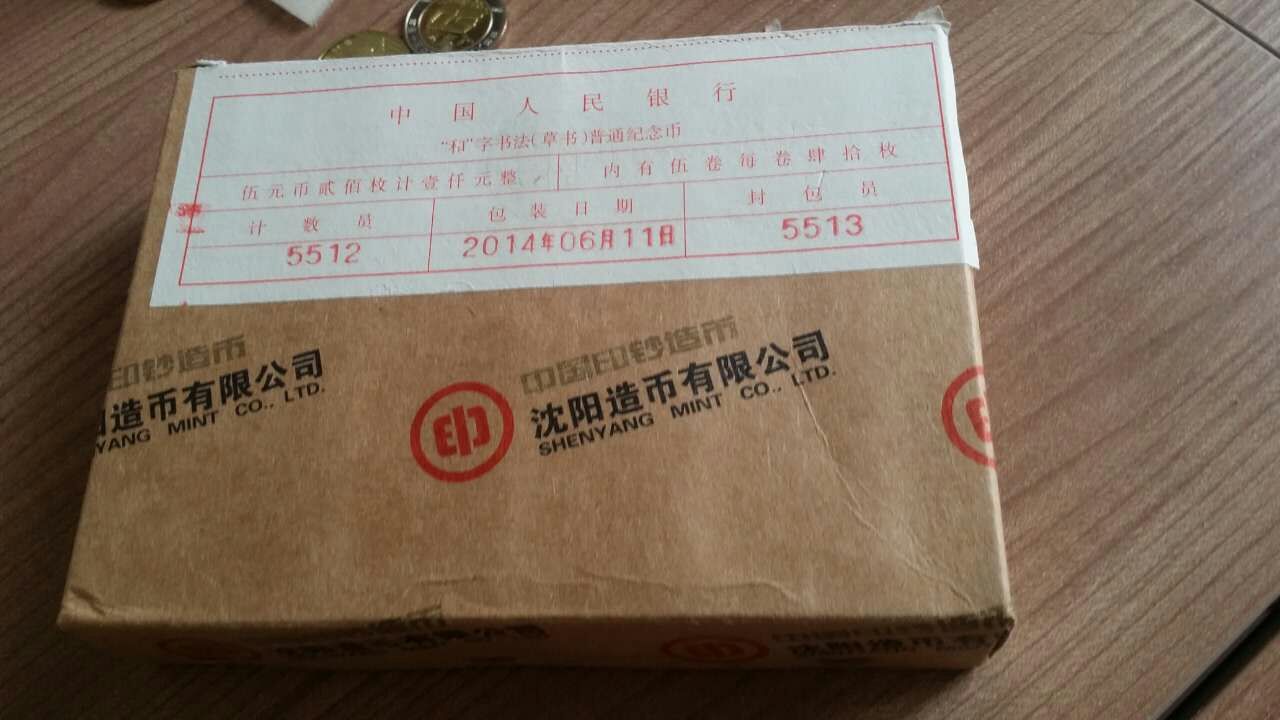 中国人民银行
“和”字书法(草书)普通纪念币
伍元币贰佰枚计壹仟元整 内有伍卷每卷肆拾枚
计数员 包装日期 封包员
5512 2014年06月11日 5513
印钞造币 中国印钞造币
造币有限公司 沈阳造币有限公司
YANG MINT CO., LTD. SHENYANG MINT CO., LTD.